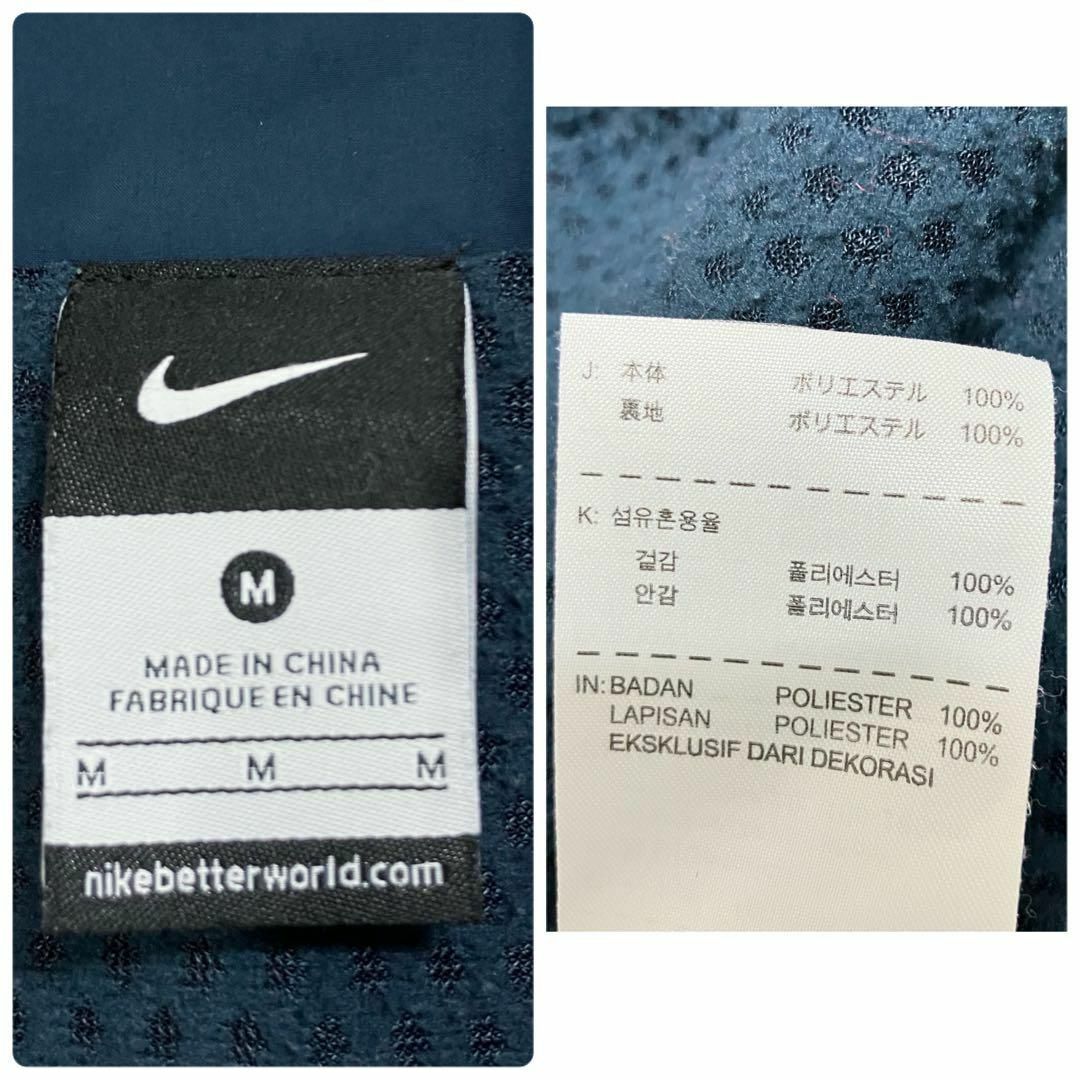 M
MADE IN CHINA
FABRIQUE EN CHINE
M M M
nikebetterworld.com
J: 本体 ポリエステル 100%
裏地 ポリエステル 100%
K: 섬유혼용율
겉감 폴리에스터 100%
안감 폴리에스터 100%
IN: BADAN POLIESTER 100%
LAPISAN POLIESTER 100%
EKSKLUSIF DARI DEKORASI